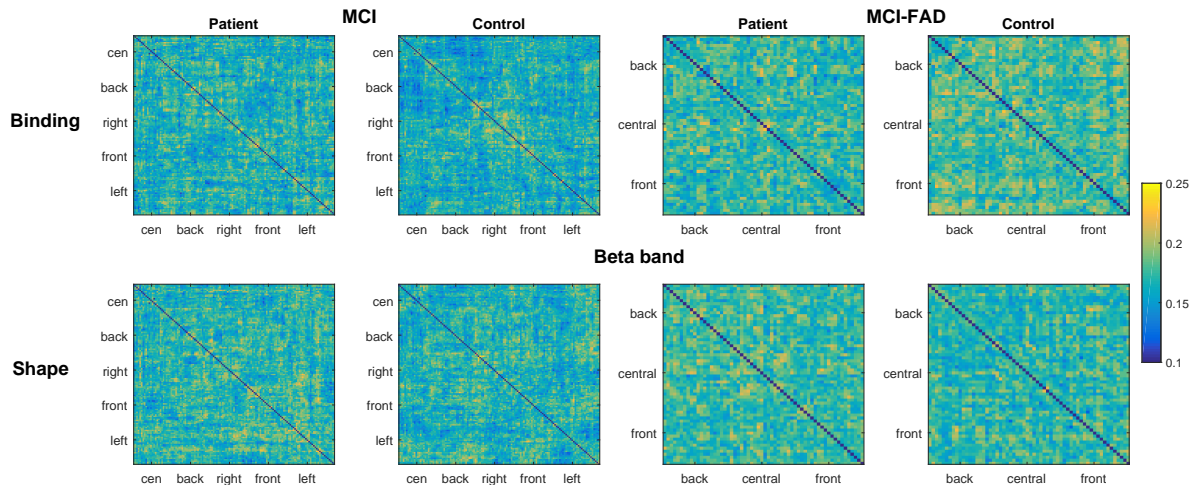 MCI
MCI-FAD
Patient
Control
Patient
Control
Binding
cen
back
right
front
left
cen back right front left
cen
back
right
front
left
cen back right front left
back
central
front
back central front
back
central
front
back central front
0.25
0.2
0.15
0.1
Beta band
Shape
cen
back
right
front
left
cen back right front left
cen
back
right
front
left
cen back right front left
back
central
front
back central front
back
central
front
back central front